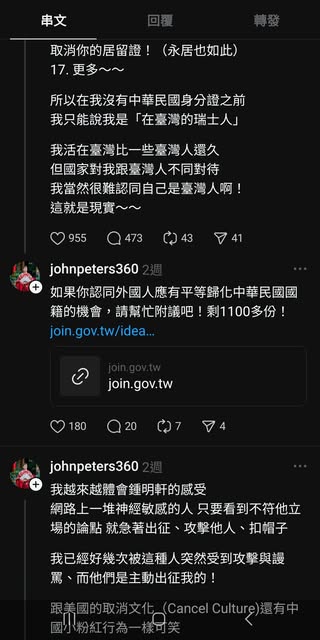 串文
回覆
轉發
取消你的居留證！（永居也如此）
17. 更多～～
所以在我沒有中華民國身分證之前
我只能說我是「在臺灣的瑞士人」
我活在臺灣比一些臺灣人還久
但國家對我跟臺灣人不同對待
我當然很難認同自己是臺灣人啊！
這就是現實～～
955
473
43
41
johnpeters360 2週
如果你認同外國人應有平等歸化中華民國國
籍的機會，請幫忙附議吧！剩1100多份！
join.gov.tw/idea...
join.gov.tw
join.gov.tw
180
20
7
4
johnpeters360 2週
我越來越體會鍾明軒的感受
網路上一堆神經敏感的人 只要看到不符他立
場的論點 就急著出征、攻擊他人、扣帽子
我已經好幾次被這種人突然受到攻擊與謾
罵、而他們是主動出征我的！
跟美國的取消文化（Cancel Culture)還有中
國小粉紅行為一樣可笑